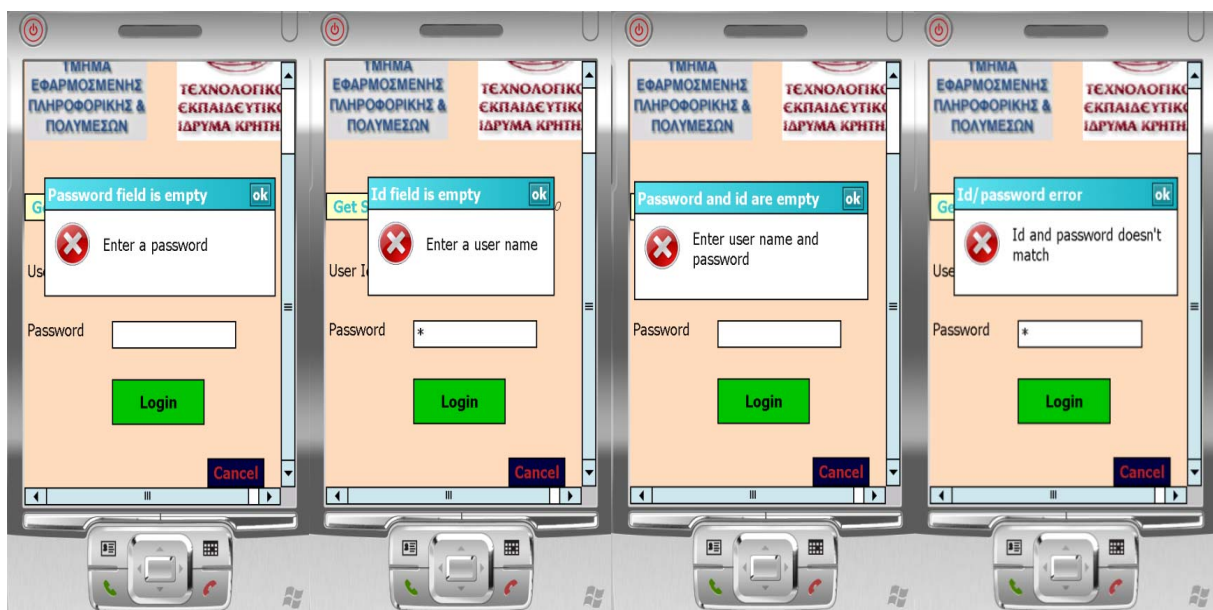 ΤΜΗΜΑ
ΕΦΑΡΜΟΣΜΕΝΗΣ
ΠΛΗΡΟΦΟΡΙΚΗΣ &
ΠΟΛΥΜΕΣΩΝ
ΤΕΧΝΟΛΟΓΙΚΟ
ΕΚΠΑΙΔΕΥΤΙΚΟ
ΙΔΡΥΜΑ ΚΡΗΤΗ
Password field is empty
ok
Enter a password
Password
Login
Cancel
ΤΜΗΜΑ
ΕΦΑΡΜΟΣΜΕΝΗΣ
ΠΛΗΡΟΦΟΡΙΚΗΣ &
ΠΟΛΥΜΕΣΩΝ
ΤΕΧΝΟΛΟΓΙΚΟ
ΕΚΠΑΙΔΕΥΤΙΚΟ
ΙΔΡΥΜΑ ΚΡΗΤΗ
Get S
Id field is empty
ok
Enter a user name
User I
Password *
Login
Cancel
ΤΜΗΜΑ
ΕΦΑΡΜΟΣΜΕΝΗΣ
ΠΛΗΡΟΦΟΡΙΚΗΣ &
ΠΟΛΥΜΕΣΩΝ
ΤΕΧΝΟΛΟΓΙΚΟ
ΕΚΠΑΙΔΕΥΤΙΚΟ
ΙΔΡΥΜΑ ΚΡΗΤΗ
Password and id are empty
ok
Enter user name and
password
Password
Login
Cancel
ΤΜΗΜΑ
ΕΦΑΡΜΟΣΜΕΝΗΣ
ΠΛΗΡΟΦΟΡΙΚΗΣ &
ΠΟΛΥΜΕΣΩΝ
ΤΕΧΝΟΛΟΓΙΚΟ
ΕΚΠΑΙΔΕΥΤΙΚΟ
ΙΔΡΥΜΑ ΚΡΗΤΗ
Ge
Id/password error
ok
Id and password doesn't
match
Use
Password *
Login
Cancel